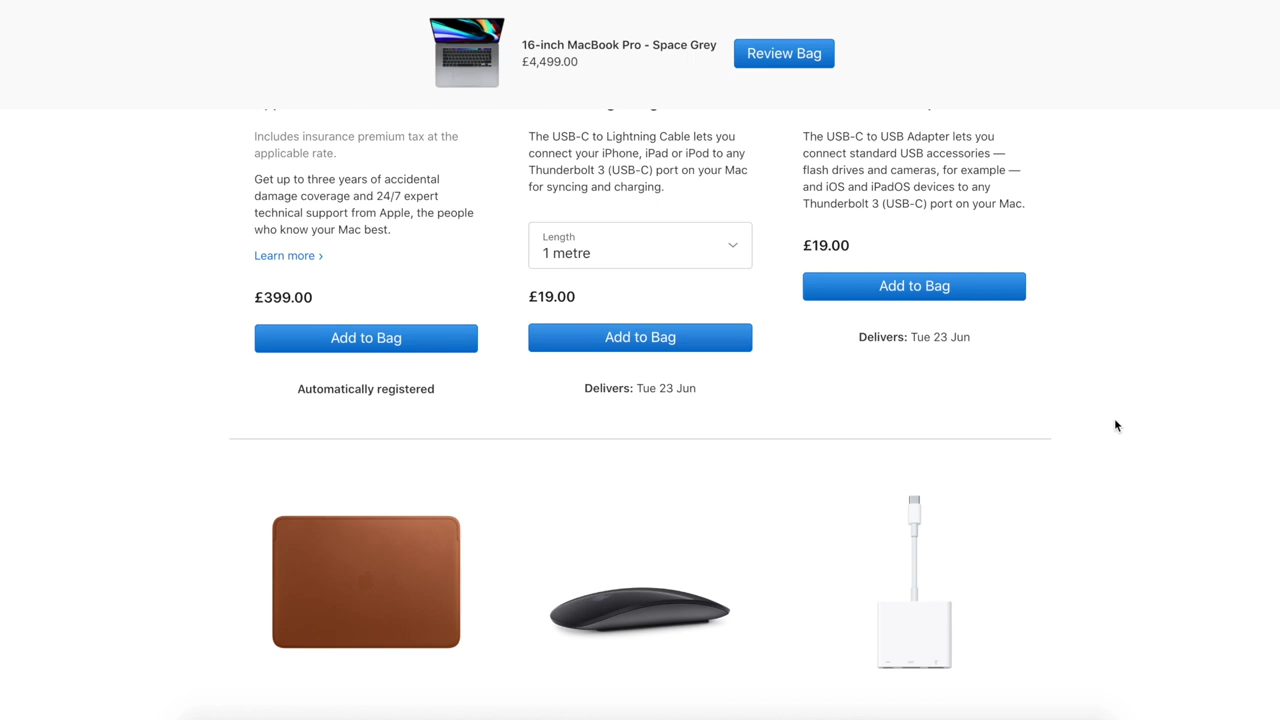 16-inch MacBook Pro - Space Grey
£4,499.00
Review Bag
Includes insurance premium tax at the
applicable rate.
Get up to three years of accidental
damage coverage and 24/7 expert
technical support from Apple, the people
who know your Mac best.
Learn more ›
£399.00
Add to Bag
Automatically registered
The USB-C to Lightning Cable lets you
connect your iPhone, iPad or iPod to any
Thunderbolt 3 (USB-C) port on your Mac
for syncing and charging.
Length
1 metre
£19.00
Add to Bag
Delivers: Tue 23 Jun
The USB-C to USB Adapter lets you
connect standard USB accessories —
flash drives and cameras, for example —
and iOS and iPadOS devices to any
Thunderbolt 3 (USB-C) port on your Mac.
£19.00
Add to Bag
Delivers: Tue 23 Jun